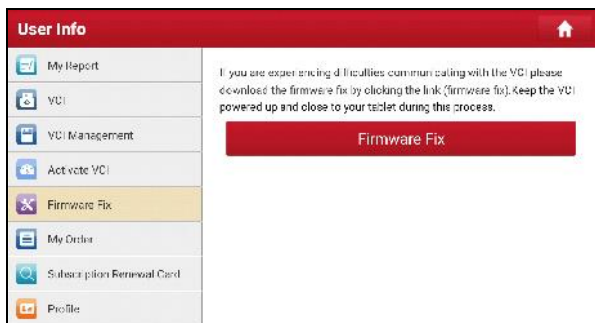 User Info
My Report
VCI
VCI Management
Activate VCI
Firmware Fix
My Order
Subscription Renewal Card
Profile
If you are experiencing difficulties communicating with the VCI please
download the firmware fix by clicking the link (firmware fix).Keep the VCI
powered up and close to your tablet during this process.
Firmware Fix